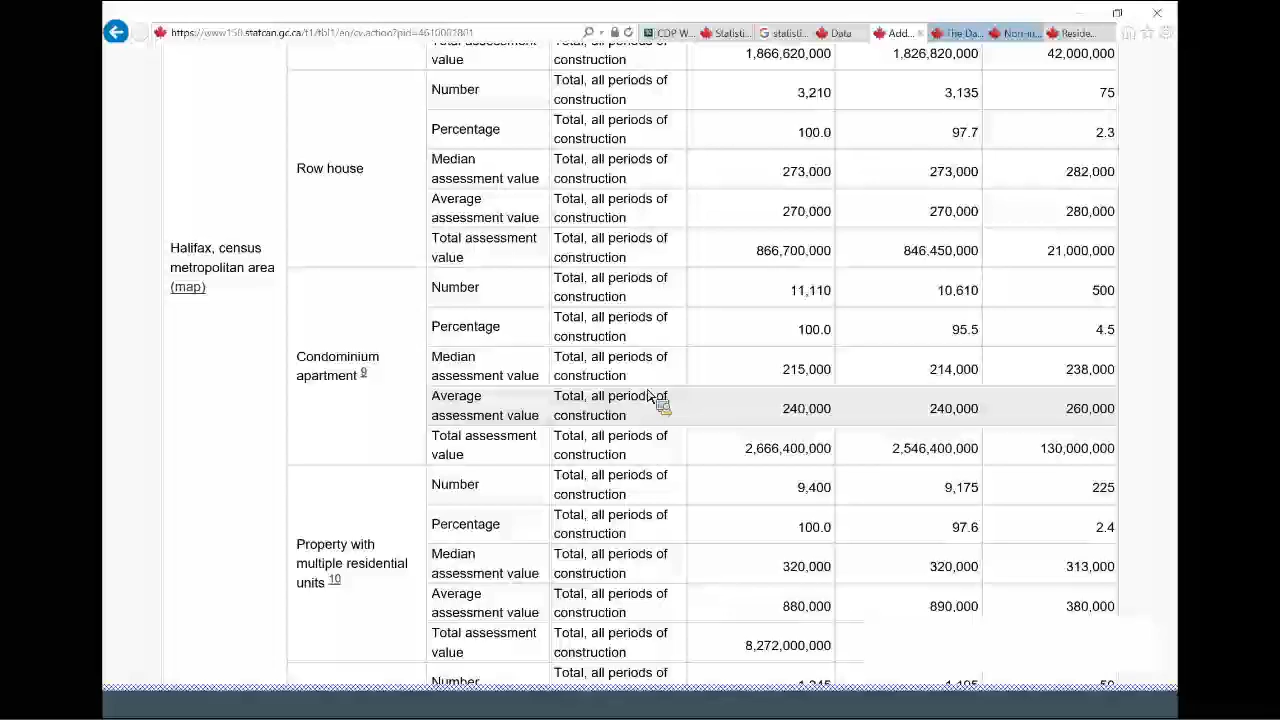 https://www150.statcan.gc.ca/t1/tbl1/en/cv.action?pid=4610001801
CDP W...
Statisti...
statisti...
Data
Add...
The Da...
Non-m...
Reside...
Total assessment
value
Total, all periods of
construction
1,866,620,000
1,826,820,000
42,000,000
Halifax, census
metropolitan area
(map)
Row house
Number
Total, all periods of
construction
3,210
3,135
75
Percentage
Total, all periods of
construction
100.0
97.7
2.3
Median
assessment value
Total, all periods of
construction
273,000
273,000
282,000
Average
assessment value
Total, all periods of
construction
270,000
270,000
280,000
Total assessment
value
Total, all periods of
construction
866,700,000
846.450,000
21,000,000
Condominium
apartment 9
Number
Total, all periods of
construction
11,110
10,610
500
Percentage
Total, all periods of
construction
100.0
95.5
4.5
Median
assessment value
Total, all periods of
construction
215,000
214,000
238,000
Average
assessment value
Total, all periods of
construction
240,000
240,000
260,000
Total assessment
value
Total, all periods of
construction
2,666,400,000
2,546,400,000
130,000,000
Property with
multiple residential
units 10
Number
Total, all periods of
construction
9,400
9,175
225
Percentage
Total, all periods of
construction
100.0
97.6
2.4
Median
assessment value
Total, all periods of
construction
320,000
320,000
313,000
Average
assessment value
Total, all periods of
construction
880,000
890,000
380,000
Total assessment
value
Total, all periods of
construction
8,272,000,000
Number
Total, all periods of